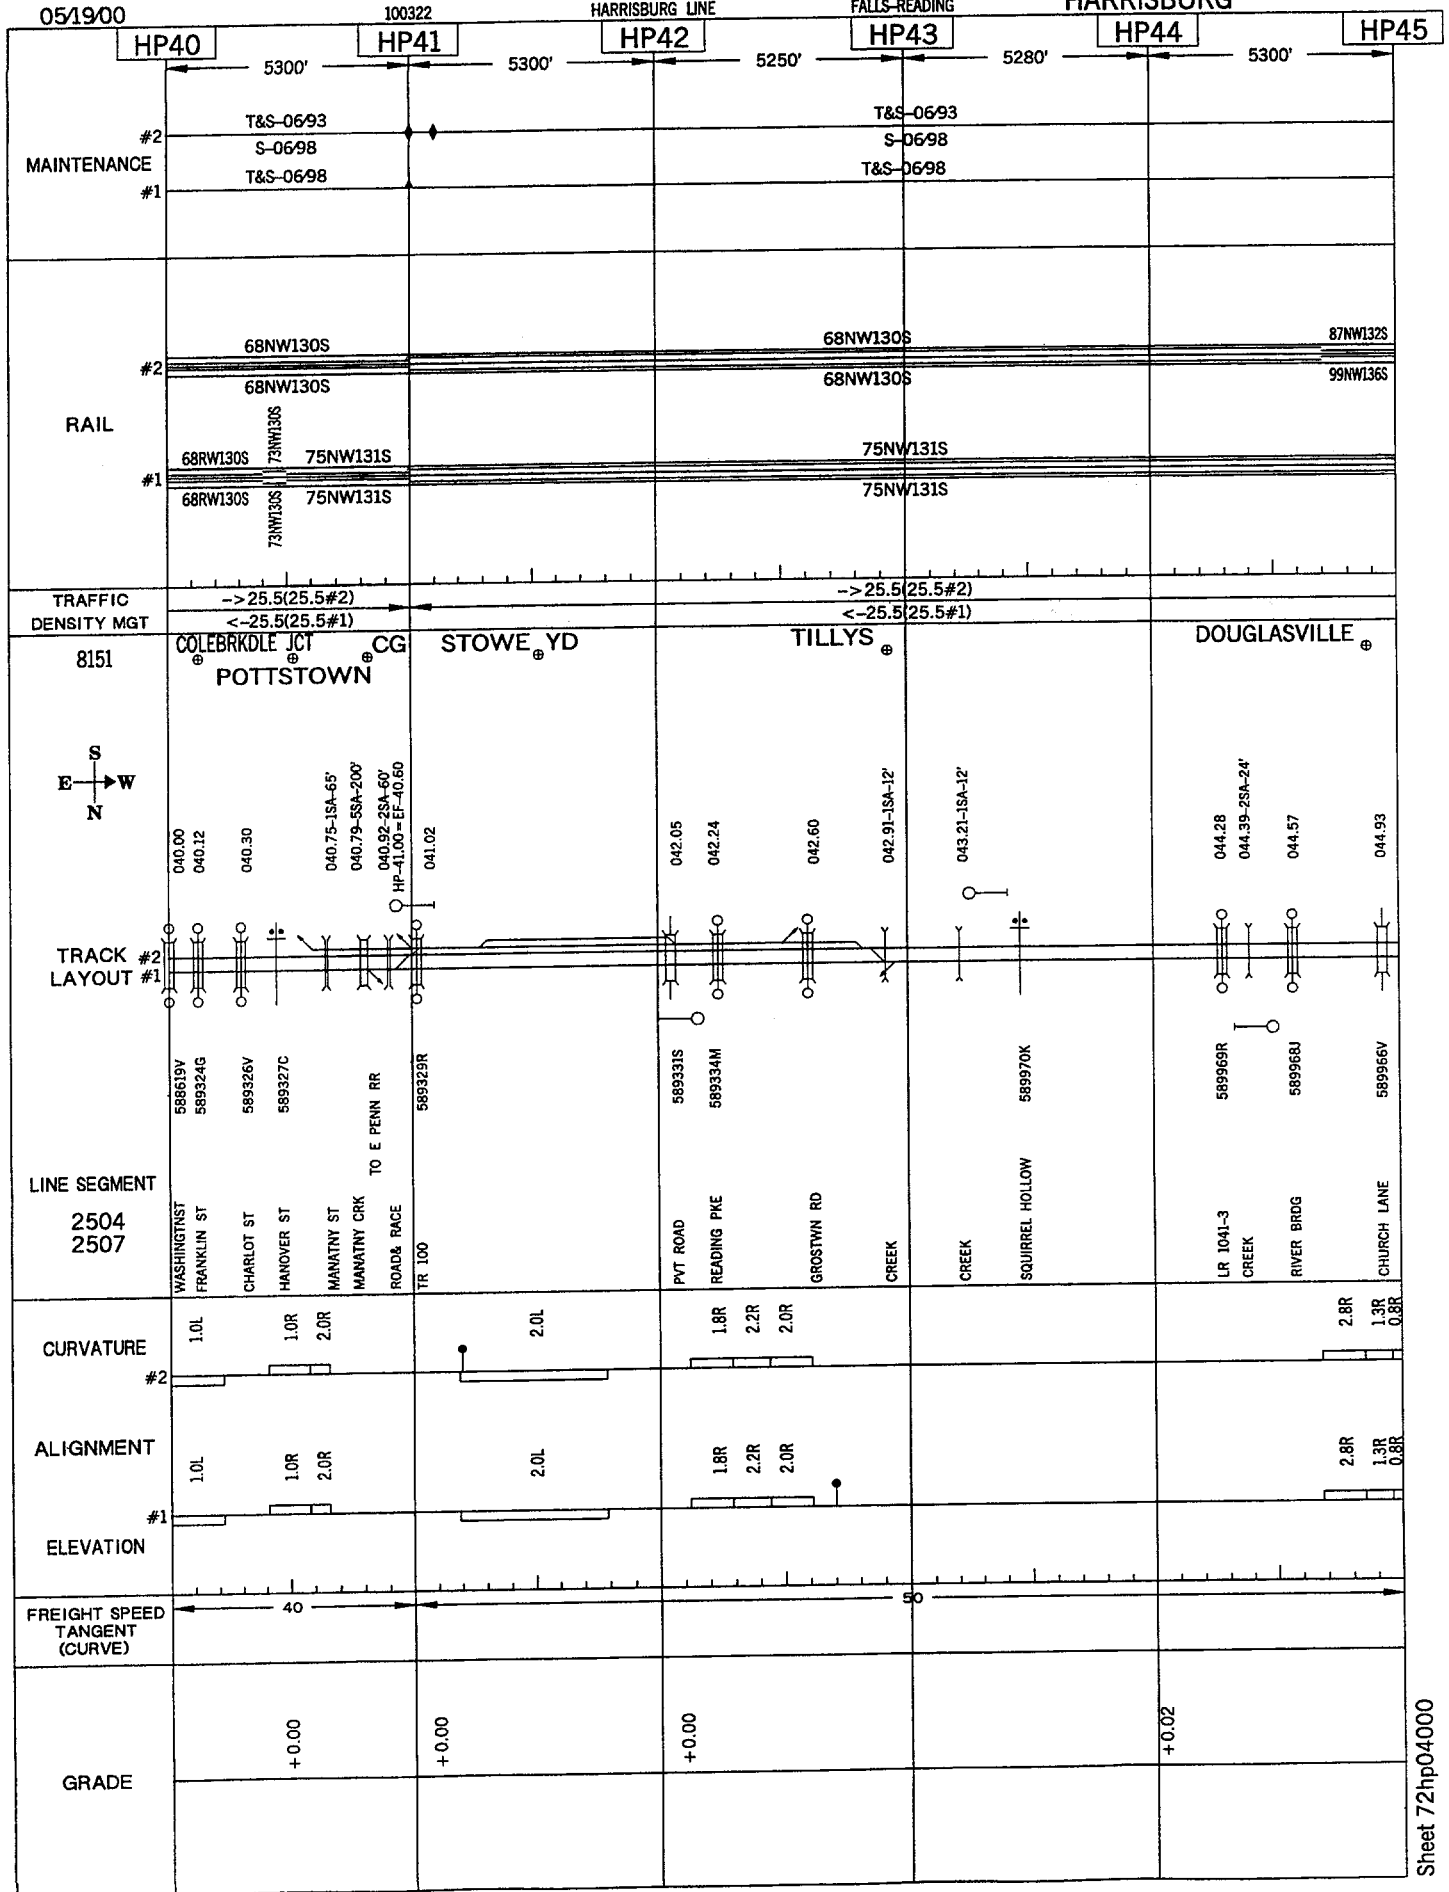 05/19/00 100322 HARRISBURG LINE FALLS-READING HARRISBURG
HP40 HP41 HP42 HP43 HP44 HP45
5300' 5300' 5250' 5280' 5300'
T&S-06/93 T&S-06/93
#2
S-06/98 S-06/98
MAINTENANCE
T&S-06/98 T&S-06/98
#1
68NW130S 68NW130S 87NW132S
#2
68NW130S 68NW130S 99NW136S
RAIL
68RW130S 73NW130S 75NW131S 75NW131S
#1
68RW130S 73NW130S 75NW131S 75NW131S
TRAFFIC ->25.5(25.5#2) ->25.5(25.5#2)
DENSITY MGT <-25.5(25.5#1) <-25.5(25.5#1)
8151 COLEBRKDLE JCT CG STOWE YD TILLYS DOUGLASVILLE
POTTSTOWN
S
E W
N
040.00
040.12
040.30
040.75-1SA-65'
040.79-5SA-200'
040.92-2SA-60'
HP-41.00=EF-40.60
041.02
042.05
042.24
042.60
042.91-1SA-12'
043.21-1SA-12'
044.28
044.39-2SA-24'
044.57
044.93
TRACK #2
LAYOUT #1
588619V
589324G
589326V
589327C
TO E PENN RR
589329R
589331S
589334M
589970K
589969R
589968J
589966V
LINE SEGMENT
2504
2507
WASHINGTNST
FRANKLIN ST
CHARLOT ST
HANOVER ST
MANATNY ST
MANATNY CRK
ROAD& RACE
TR 100
PVT ROAD
READING PKE
GROSTWN RD
CREEK
CREEK
SQUIRREL HOLLOW
LR 1041-3
CREEK
RIVER BRDG
CHURCH LANE
CURVATURE
1.0L 1.0R 2.0R 2.0L 1.8R 2.2R 2.0R 2.8R 1.3R 0.8R
#2
ALIGNMENT
1.0L 1.0R 2.0R 2.0L 1.8R 2.2R 2.0R 2.8R 1.3R 0.8R
#1
ELEVATION
FREIGHT SPEED 40 50
TANGENT
(CURVE)
+0.00 +0.00 +0.00 +0.02
GRADE
Sheet 72hp04000